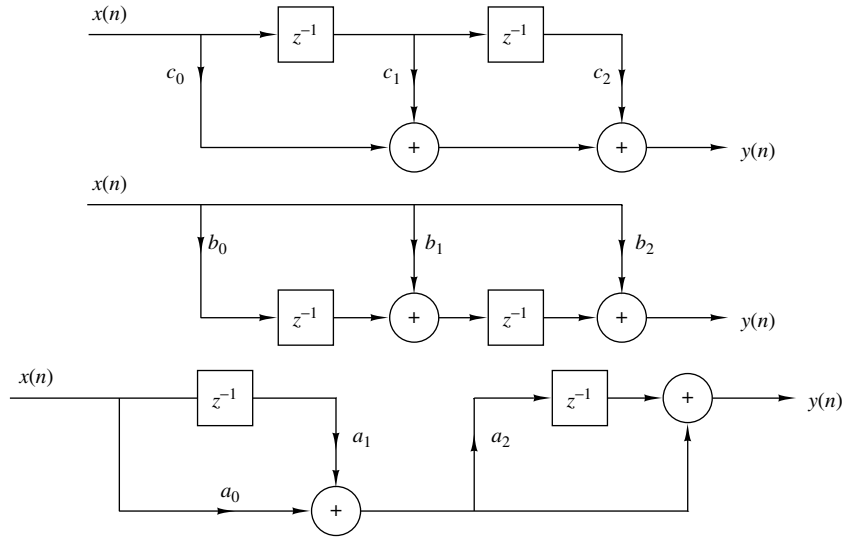 x(n)
z⁻¹ z⁻¹
c₀ c₁ c₂
+ + y(n)
x(n)
b₀ b₁ b₂
z⁻¹ + z⁻¹ + y(n)
x(n)
z⁻¹ z⁻¹ + y(n)
a₁ a₂
a₀ +